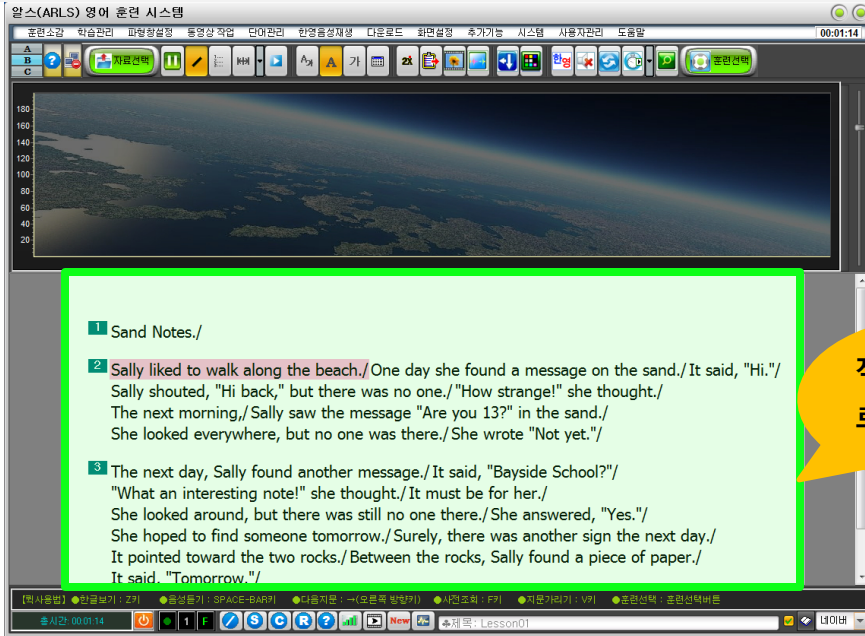 알스(ARLS) 영어 훈련 시스템
훈련소감 학습관리 파형창설정 동영상 작업 단어관리 한영음성재생 다운로드 화면설정 추가기능 시스템 사용자관리 도움말 00:01:14
A
B
C
자료선택 A 가 2X 한영 훈련선택
180
160
140
120
100
80
60
40
20
1 Sand Notes./
2 Sally liked to walk along the beach./ One day she found a message on the sand./ It said, "Hi."/
Sally shouted, "Hi back," but there was no one./ "How strange!" she thought./
The next morning,/ Sally saw the message "Are you 13?" in the sand./
She looked everywhere, but no one was there./ She wrote "Not yet."/
3 The next day, Sally found another message./ It said, "Bayside School?"/
"What an interesting note!" she thought./ It must be for her./
She looked around, but there was still no one there./ She answered, "Yes."/
She hoped to find someone tomorrow./ Surely, there was another sign the next day./
It pointed toward the two rocks./ Between the rocks, Sally found a piece of paper./
It said, "Tomorrow."/
[퀵사용법] ●한글보기 : Z키 ●음성듣기 : SPACE-BAR키 ●다음지문 : →(오른쪽 방향키) ●사전조회 : F키 ●지문가리기 : V키 ●훈련선택 : 훈련선택버튼
총시간: 00:01:14 1 F S C R ? New ♣제목: Lesson01 네이버